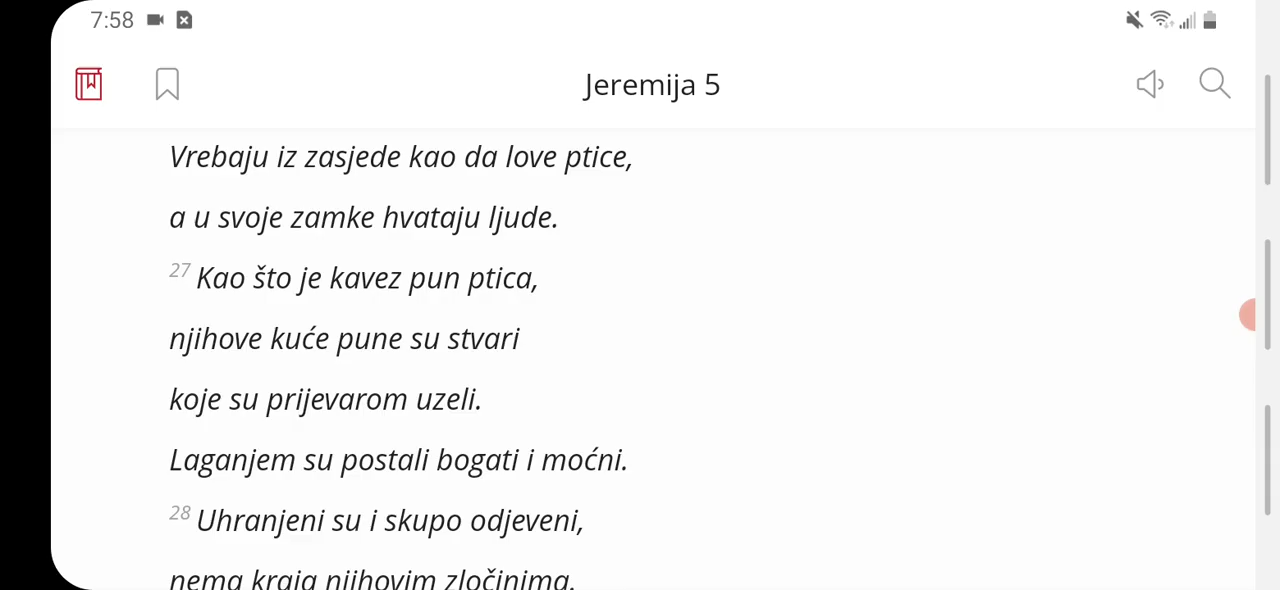 7:58
Jeremija 5
Vrebaju iz zasjede kao da love ptice,
a u svoje zamke hvataju ljude.
27 Kao što je kavez pun ptica,
njihove kuće pune su stvari
koje su prijevarom uzeli.
Laganjem su postali bogati i moćni.
28 Uhranjeni su i skupo odjeveni,
nema kraja njihovim zločinima.